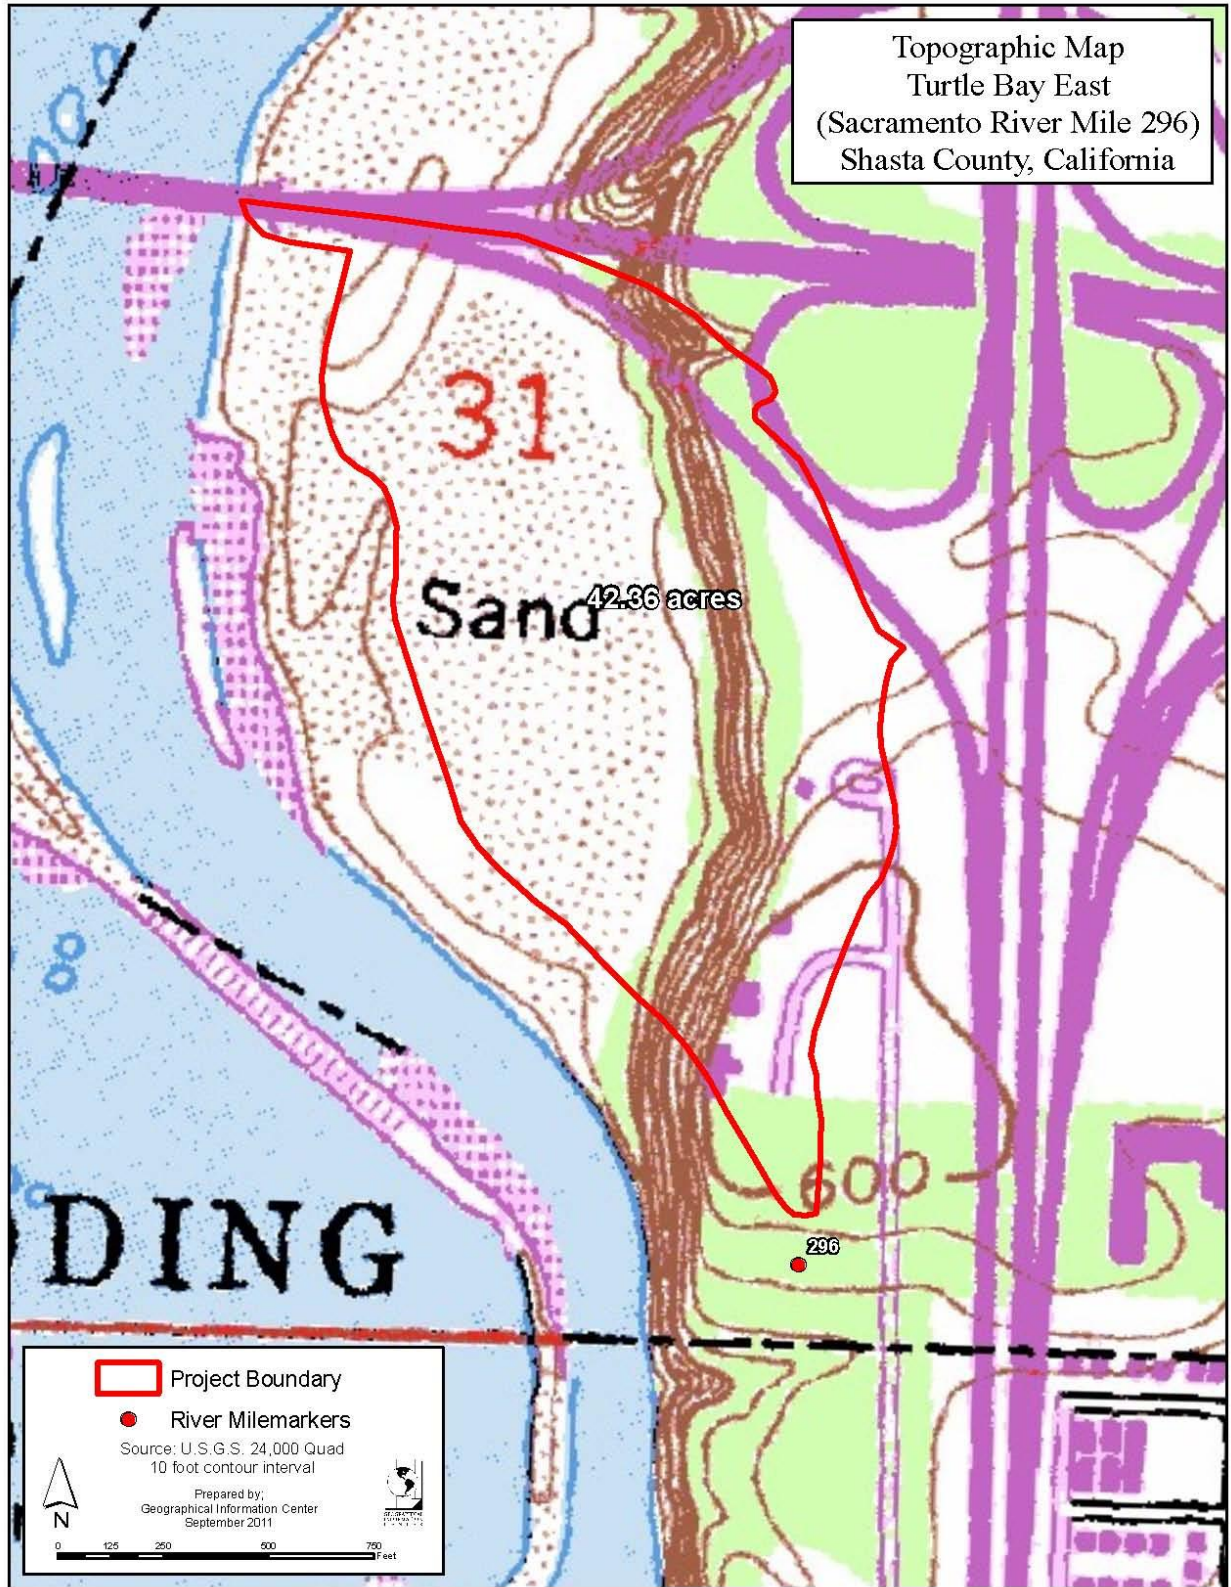 Topographic Map
Turtle Bay East
(Sacramento River Mile 296)
Shasta County, California
31
Sand
42.36 acres
600
296
DING
Project Boundary
River Milemarkers
Source: U.S.G.S. 24,000 Quad
10 foot contour interval
Prepared by;
Geographical Information Center
September 2011
N
0 125 250 500 750
Feet